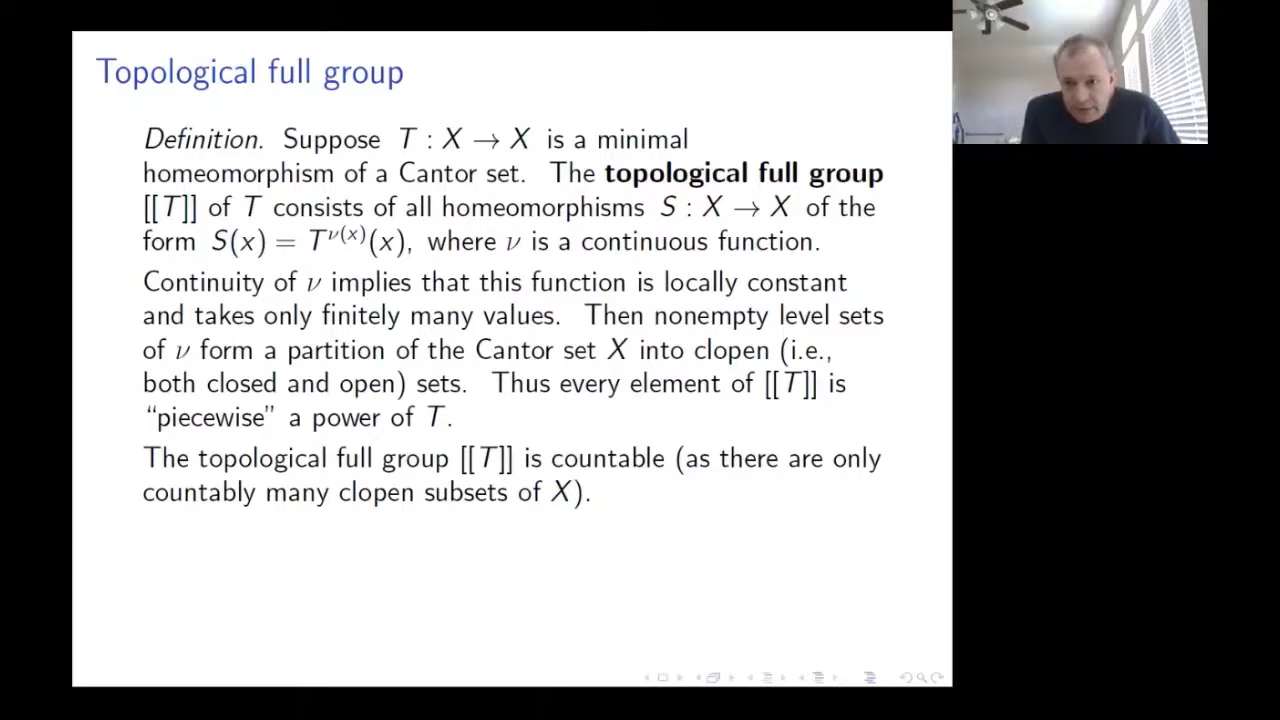 Topological full group
Definition. Suppose T : X → X is a minimal
homeomorphism of a Cantor set. The topological full group
[[T]] of T consists of all homeomorphisms S : X → X of the
form S(x) = T^{ν(x)}(x), where ν is a continuous function.
Continuity of ν implies that this function is locally constant
and takes only finitely many values. Then nonempty level sets
of ν form a partition of the Cantor set X into clopen (i.e.,
both closed and open) sets. Thus every element of [[T]] is
“piecewise” a power of T.
The topological full group [[T]] is countable (as there are only
countably many clopen subsets of X).